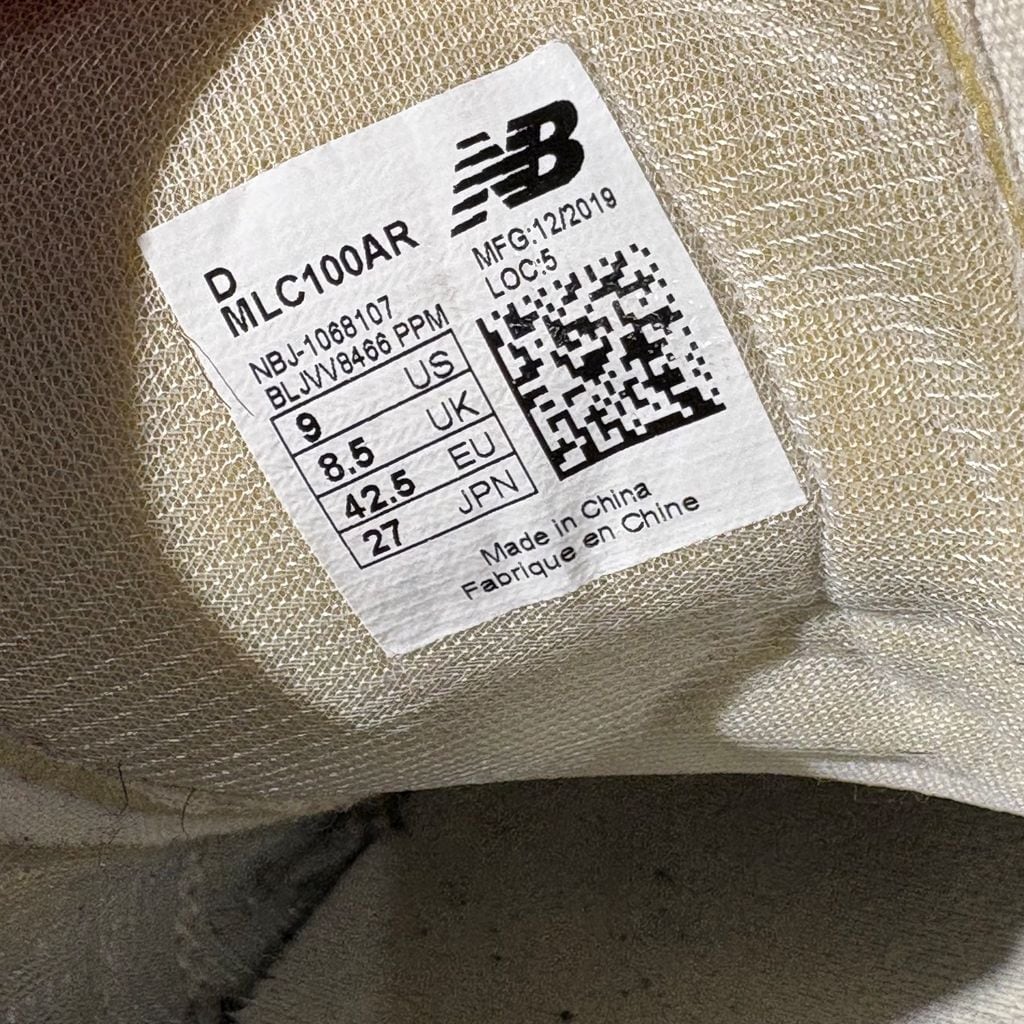 NB
D
MLC100AR
MFG:12/2019
LOC:5
NBJ-1068107
BLJVV8466 PPM
9 US
8.5 UK
42.5 EU
27 JPN
Made in China
Fabrique en Chine